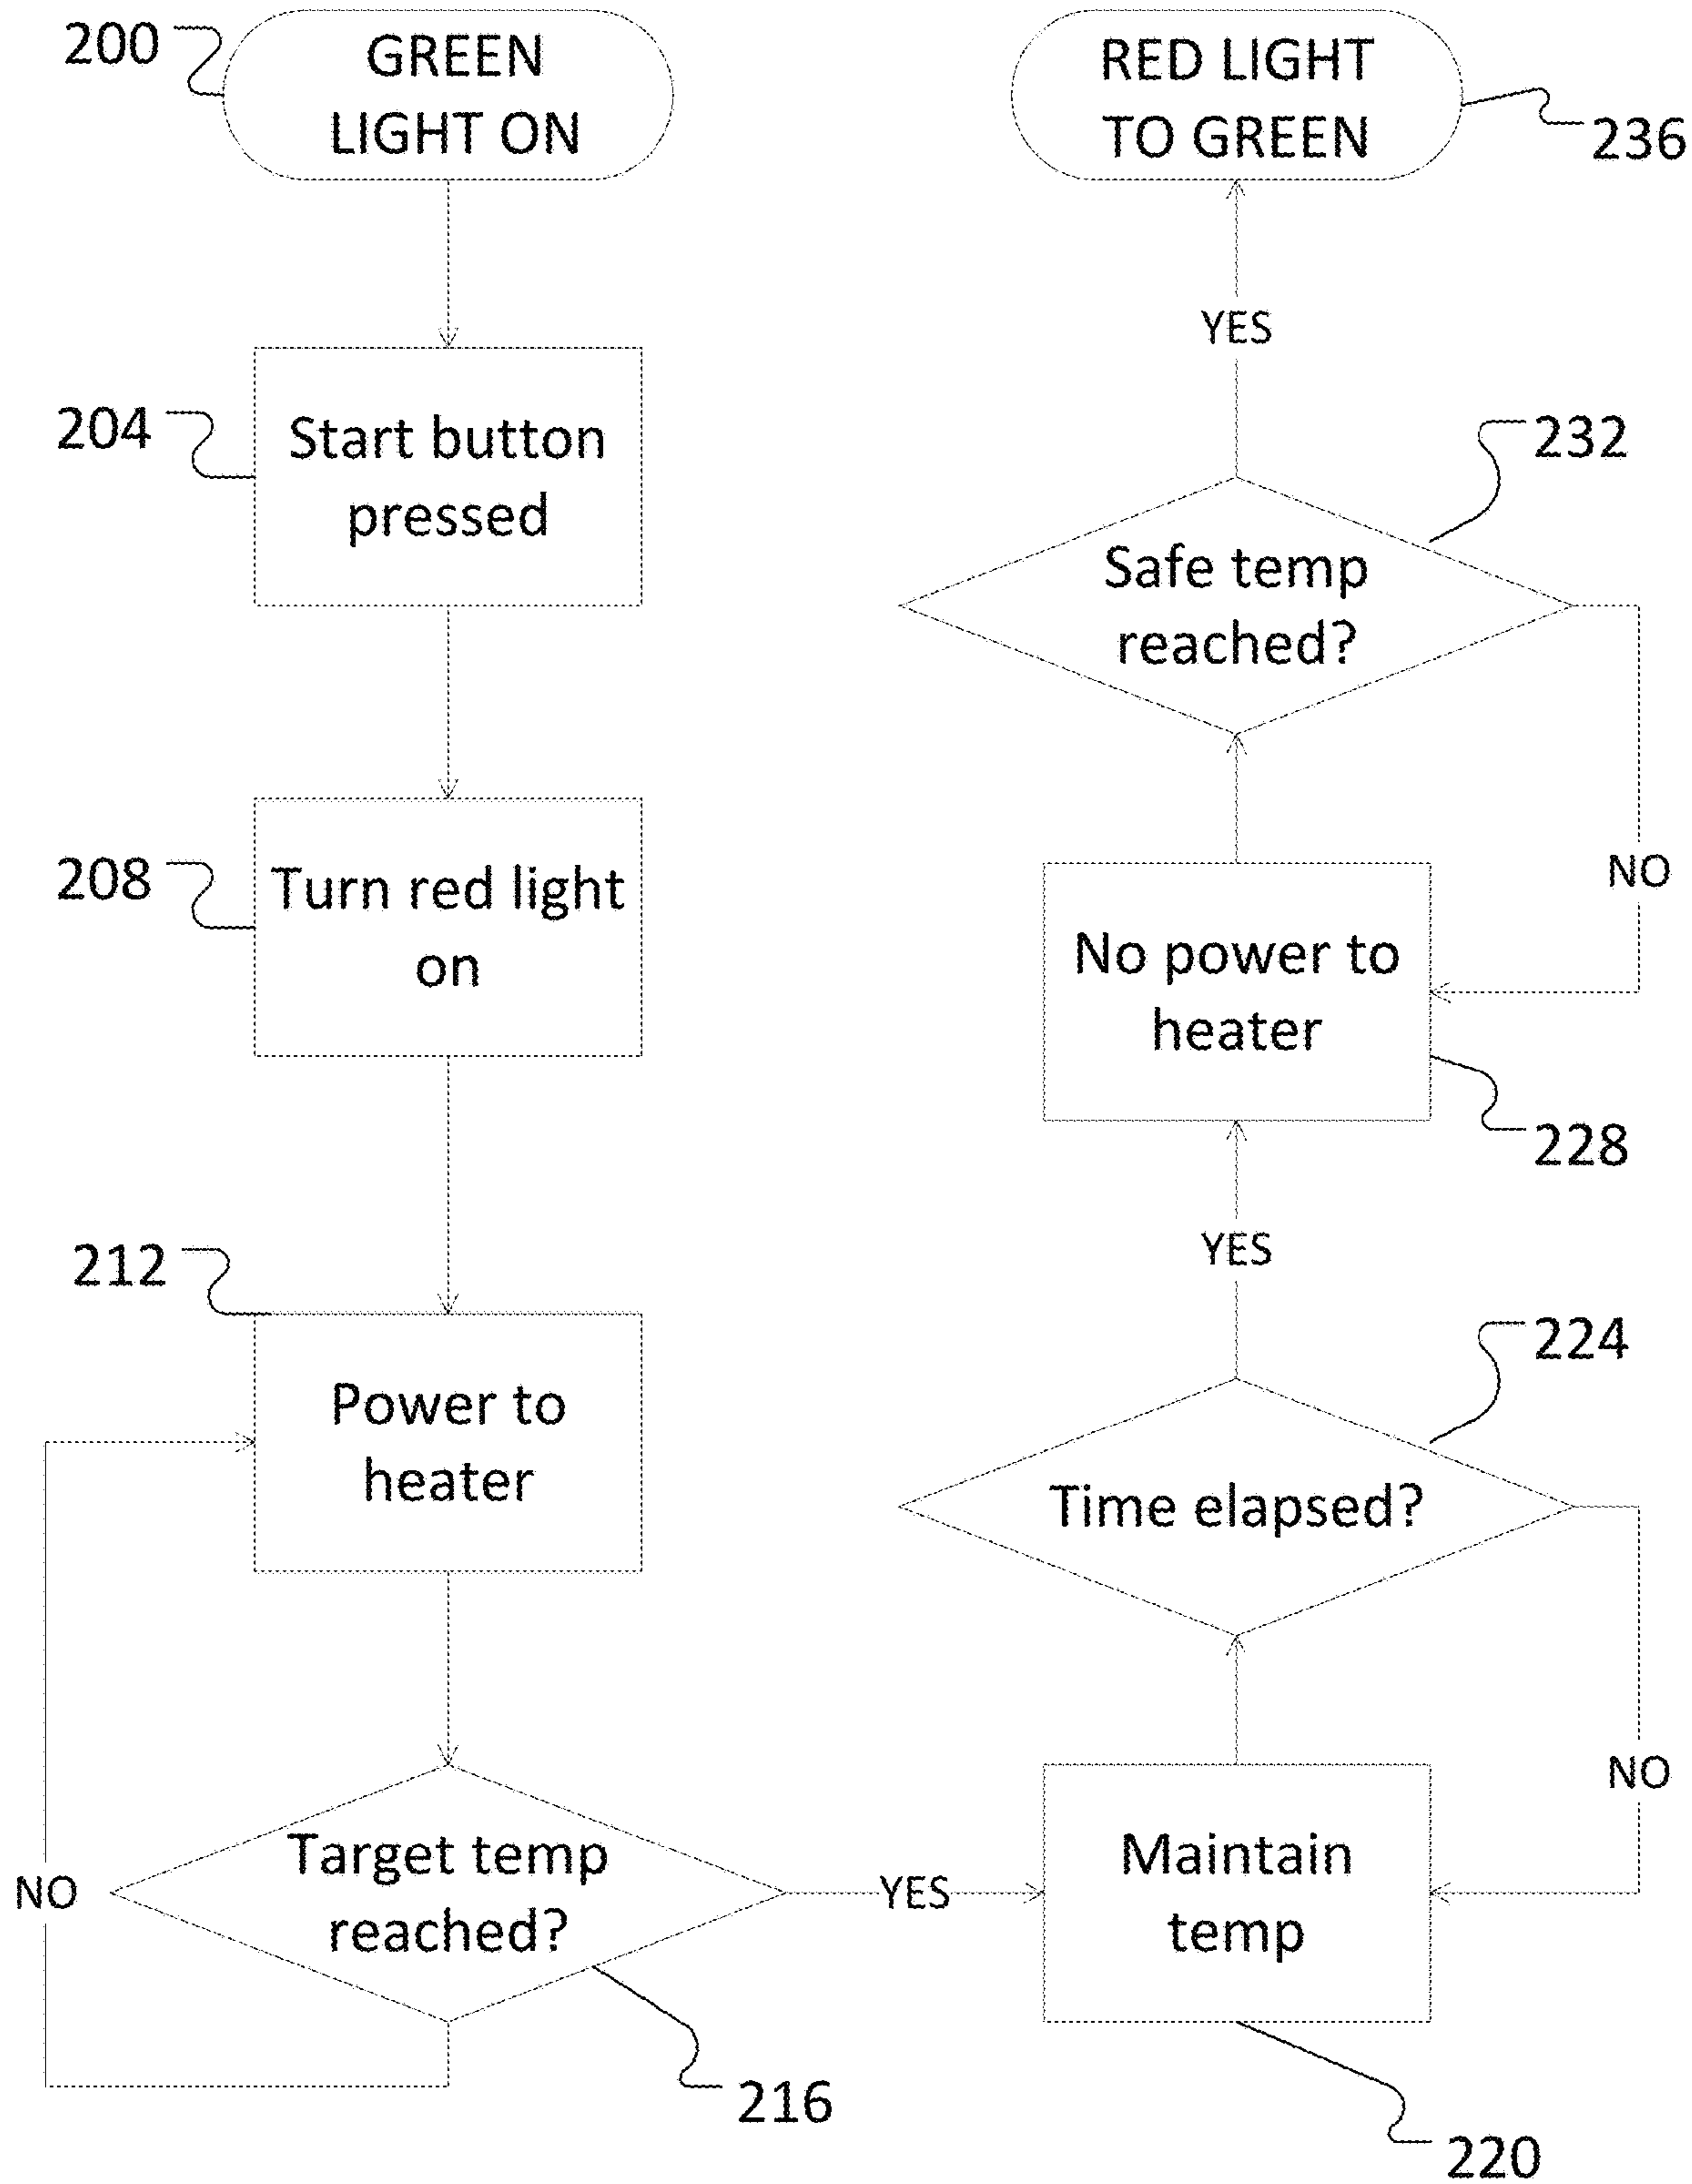 200
GREEN
LIGHT ON
204
Start button
pressed
208
Turn red light
on
212
Power to
heater
NO
Target temp
reached?
216
YES
Maintain
temp
220
NO
Time elapsed?
224
YES
No power to
heater
228
NO
Safe temp
reached?
232
YES
RED LIGHT
TO GREEN
236